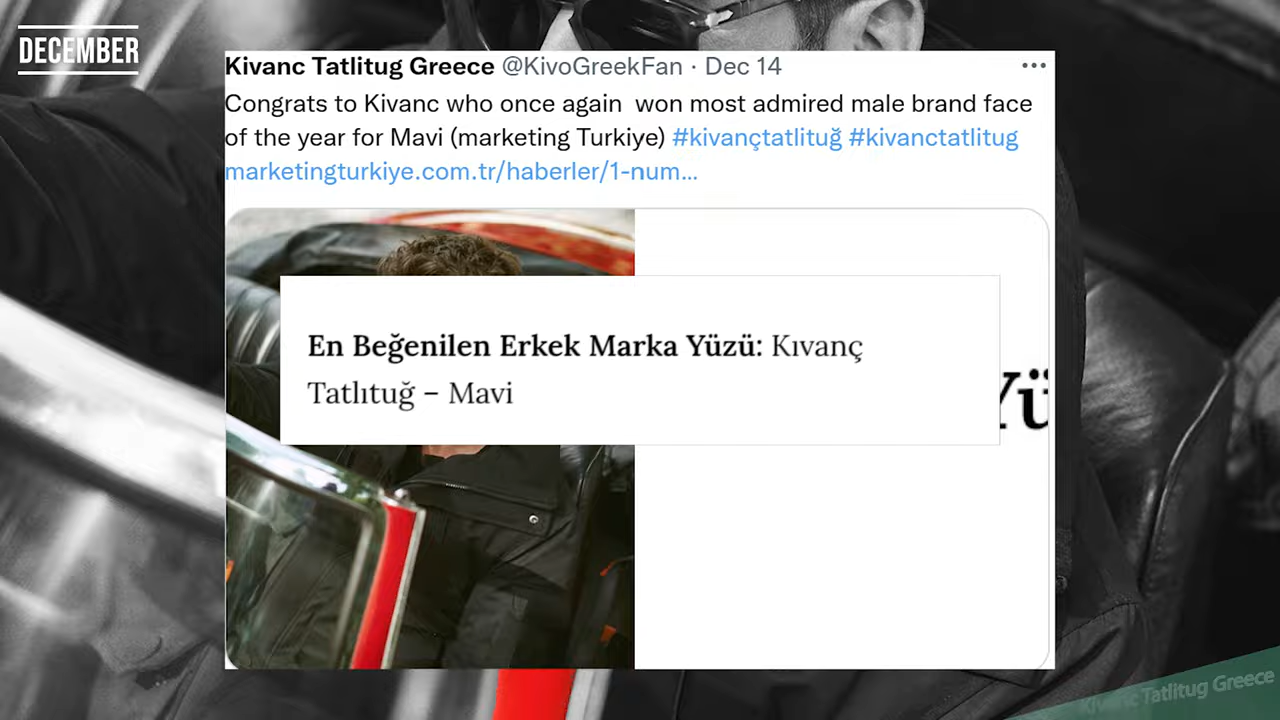 DECEMBER
Kivanc Tatlitug Greece @KivoGreekFan · Dec 14
Congrats to Kivanc who once again won most admired male brand face
of the year for Mavi (marketing Turkiye) #kivançtatlituğ #kivanctatlitug
marketingturkiye.com.tr/haberler/1-num...
En Beğenilen Erkek Marka Yüzü: Kıvanç
Tatlıtuğ – Mavi
Yü
Kivanc Tatlitug Greece